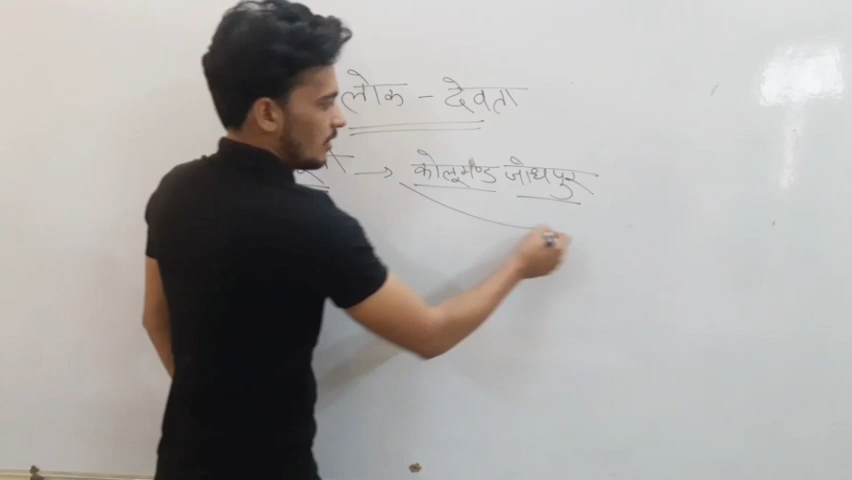 लोक - देवता
→ कोलूमण्ड जोधपुर